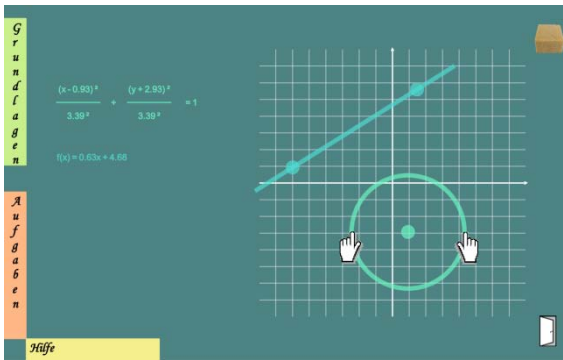 Grundlagen
(x - 0.93)² / 3.39² + (y + 2.93)² / 3.39² = 1
f(x) = 0.63x + 4.68
Aufgaben
Hilfe